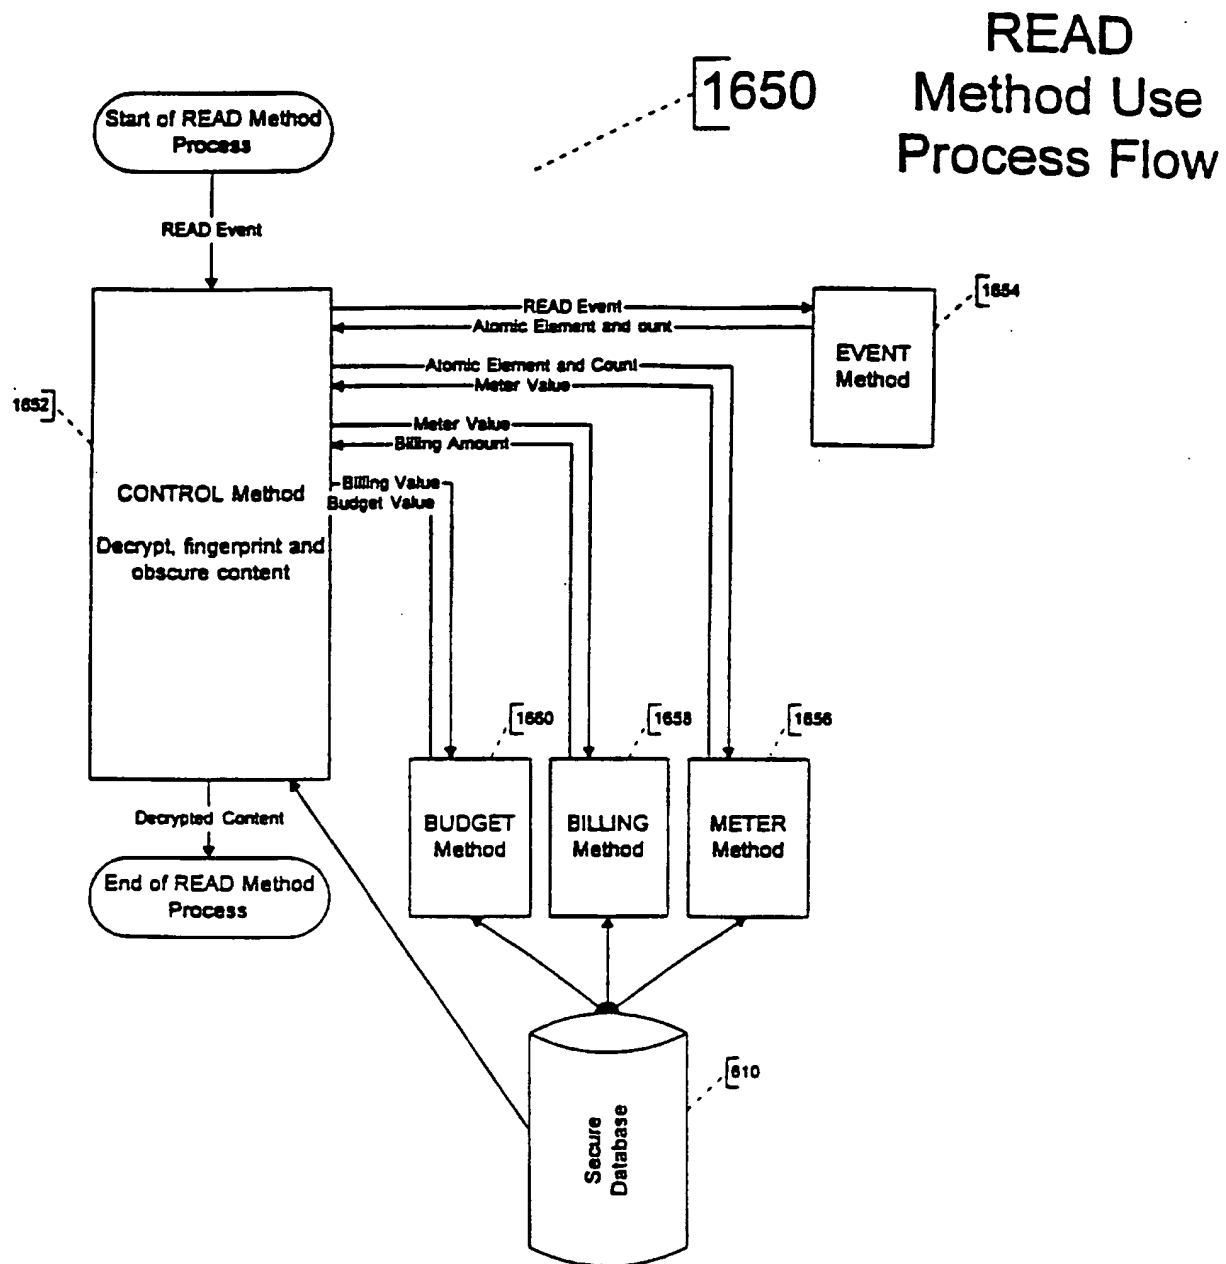 READ
Method Use
Process Flow
1650
Start of READ Method
Process
READ Event
READ Event
Atomic Element and ount
1654
EVENT
Method
Atomic Element and Count
Meter Value
1652
Meter Value
Billing Amount
Billing Value
Budget Value
CONTROL Method
Decrypt, fingerprint and
obscure content
1660
1658
1656
BUDGET
Method
BILLING
Method
METER
Method
Decrypted Content
End of READ Method
Process
610
Secure
Database